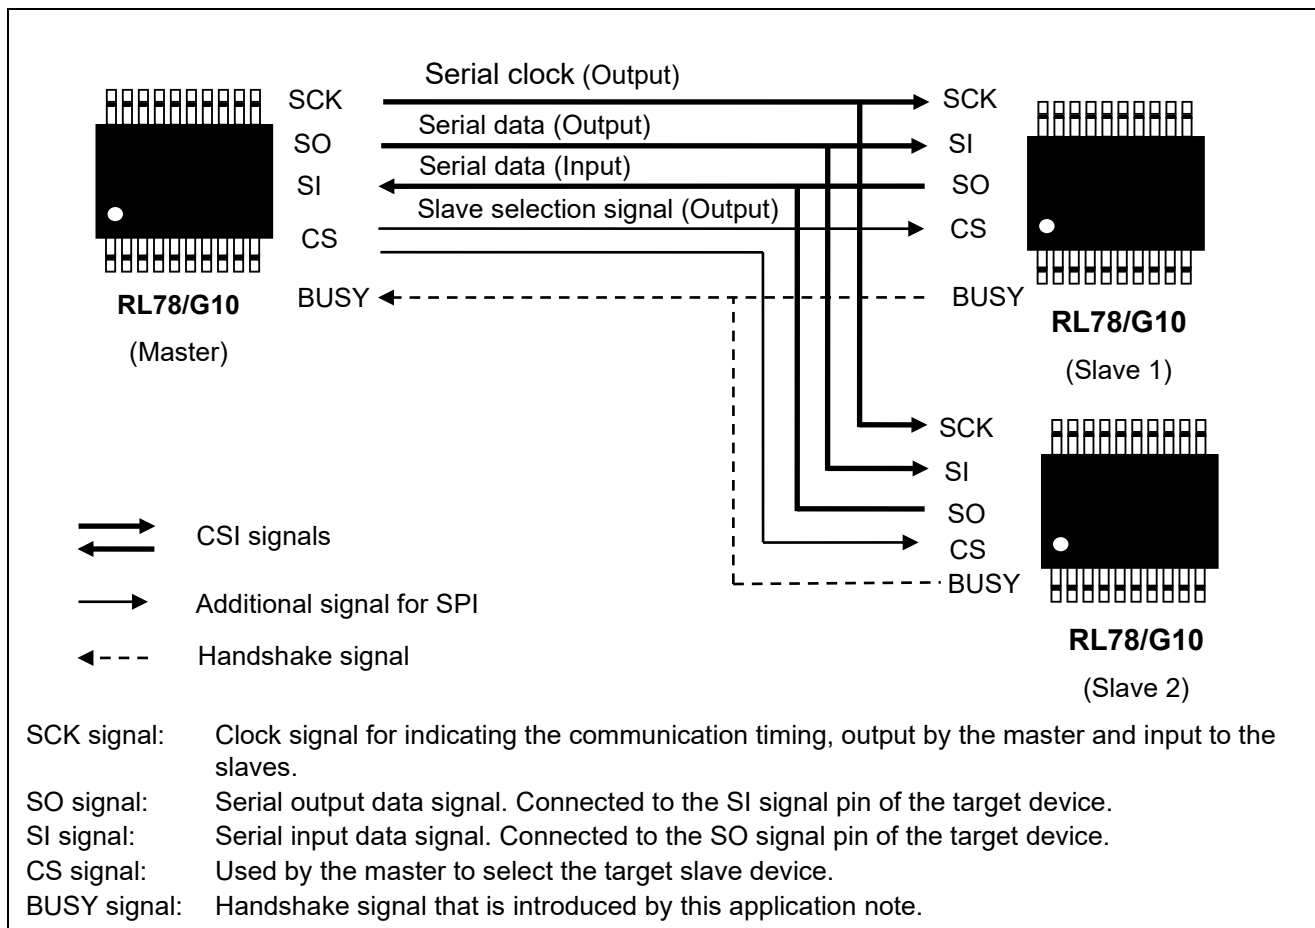 Serial clock (Output)
SCK
SCK
Serial data (Output)
SO
SI
Serial data (Input)
SI
SO
Slave selection signal (Output)
CS
CS
BUSY
BUSY
RL78/G10
(Master)
RL78/G10
(Slave 1)
SCK
SI
SO
CS
BUSY
RL78/G10
(Slave 2)
CSI signals
Additional signal for SPI
Handshake signal
SCK signal: Clock signal for indicating the communication timing, output by the master and input to the
slaves.
SO signal: Serial output data signal. Connected to the SI signal pin of the target device.
SI signal: Serial input data signal. Connected to the SO signal pin of the target device.
CS signal: Used by the master to select the target slave device.
BUSY signal: Handshake signal that is introduced by this application note.